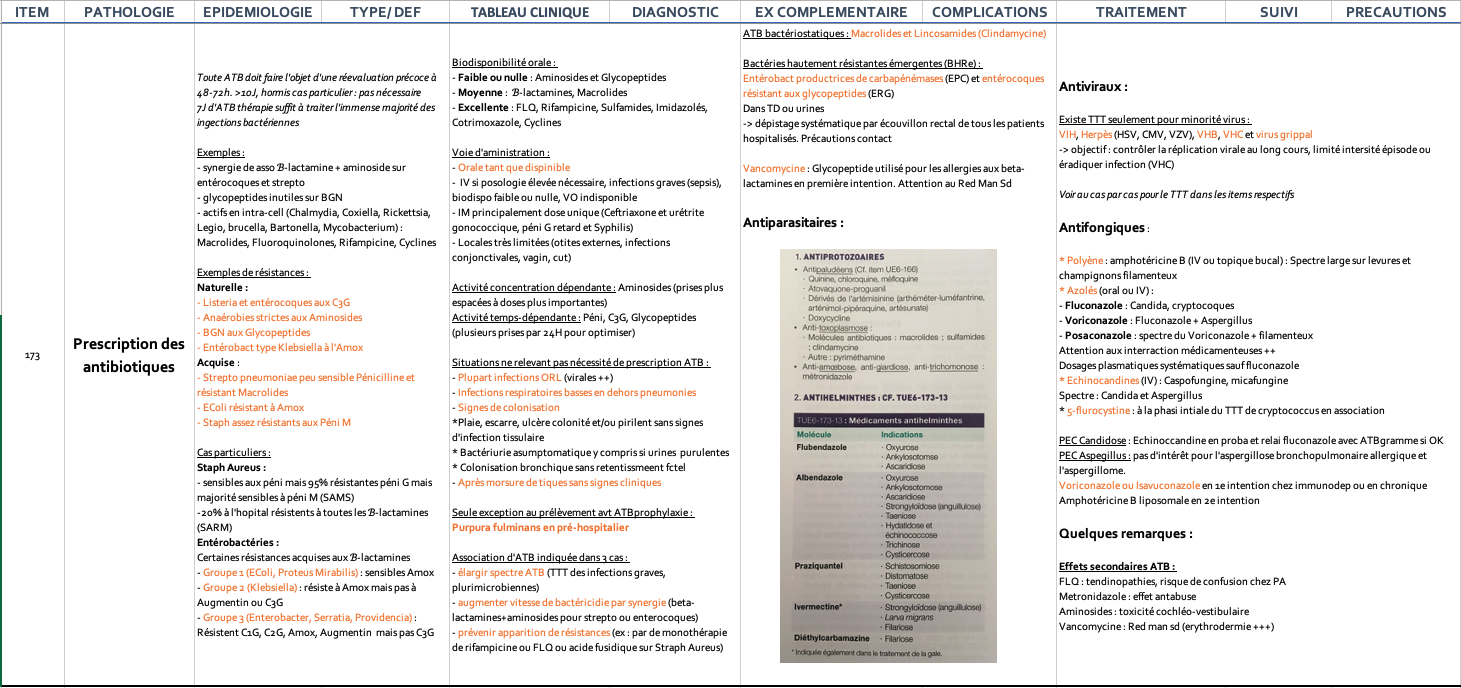 ITEM PATHOLOGIE EPIDEMIOLOGIE TYPE/ DEF TABLEAU CLINIQUE DIAGNOSTIC EX COMPLEMENTAIRE COMPLICATIONS TRAITEMENT SUIVI PRECAUTIONS
173
Prescription des
antibiotiques
Toute ATB doit faire l'objet d'une réevaluation précoce à
48-72h. >10J, hormis cas particulier : pas nécessaire
7J d'ATB thérapie suffit à traiter l'immense majorité des
ingections bactériennes
Exemples :
- synergie de asso B-lactamine + aminoside sur
entérocoques et strepto
- glycopeptides inutiles sur BGN
- actifs en intra-cell (Chalmydia, Coxiella, Rickettsia,
Legio, brucella, Bartonella, Mycobacterium) :
Macrolides, Fluoroquinolones, Rifampicine, Cyclines
Exemples de résistances :
Naturelle :
- Listeria et entérocoques aux C3G
- Anaérobies strictes aux Aminosides
- BGN aux Glycopeptides
- Entérobact type Klebsiella à l'Amox
Acquise :
- Strepto pneumoniae peu sensible Pénicilline et
résistant Macrolides
- EColi résistant à Amox
- Staph assez résistants aux Péni M
Cas particuliers :
Staph Aureus :
- sensibles aux péni mais 95% résistantes péni G mais
majorité sensibles à péni M (SAMS)
-20% à l'hopital résistents à toutes les B-lactamines
(SARM)
Entérobactéries :
Certaines résistances acquises aux B-lactamines
- Groupe 1 (EColi, Proteus Mirabilis) : sensibles Amox
- Groupe 2 (Klebsiella) : résiste à Amox mais pas à
Augmentin ou C3G
- Groupe 3 (Enterobacter, Serratia, Providencia) :
Résistent C1G, C2G, Amox, Augmentin mais pas C3G
Biodisponibilité orale :
- Faible ou nulle : Aminosides et Glycopeptides
- Moyenne : B-lactamines, Macrolides
- Excellente : FLQ, Rifampicine, Sulfamides, Imidazolés,
Cotrimoxazole, Cyclines
Voie d'aministration :
- Orale tant que dispinible
- IV si posologie élevée nécessaire, infections graves (sepsis),
biodispo faible ou nulle, VO indisponible
- IM principalement dose unique (Ceftriaxone et urétrite
gonococcique, péni G retard et Syphilis)
- Locales très limitées (otites externes, infections
conjonctivales, vagin, cut)
Activité concentration dépendante : Aminosides (prises plus
espacées à doses plus importantes)
Activité temps-dépendante : Péni, C3G, Glycopeptides
(plusieurs prises par 24H pour optimiser)
Situations ne relevant pas nécessité de prescription ATB :
- Plupart infections ORL (virales ++)
- Infections respiratoires basses en dehors pneumonies
- Signes de colonisation
*Plaie, escarre, ulcère colonité et/ou pirilent sans signes
d'infection tissulaire
* Bactériurie asumptomatique y compris si urines purulentes
* Colonisation bronchique sans retentissmeent fctel
- Après morsure de tiques sans signes cliniques
Seule exception au prélèvement avt ATBprophylaxie :
Purpura fulminans en pré-hospitalier
Association d'ATB indiquée dans 3 cas :
- élargir spectre ATB (TTT des infections graves,
plurimicrobiennes)
- augmenter vitesse de bactéricidie par synergie (beta-
lactamines+aminosides pour strepto ou enterocoques)
- prévenir apparition de résistances (ex : par de monothérapie
de rifampicine ou FLQ ou acide fusidique sur Straph Aureus)
ATB bactériostatiques : Macrolides et Lincosamides (Clindamycine)
Bactéries hautement résistantes émergentes (BHRe) :
Entérobact productrices de carbapénémases (EPC) et entérocoques
résistant aux glycopeptides (ERG)
Dans TD ou urines
-> dépistage systématique par écouvillon rectal de tous les patients
hospitalisés. Précautions contact
Vancomycine : Glycopeptide utilisé pour les allergies aux beta-
lactamines en première intention. Attention au Red Man Sd
Antiparasitaires :
1. ANTIPROTOZOAIRES
• Antipaludéens (Cf. item UE6-166)
- Quinine, chloroquine, méfloquine
- Atovaquone-proguanil
- Dérivés de l'artémisinine (arthéméter-luméfantrine,
arténimol-pipéraquine, artésunate)
- Doxycycline
• Anti-toxoplasmose :
- Molécules antibiotiques : macrolides ; sulfamides
; clindamycine
- Autre : pyriméthamine
• Anti-amœbose, anti-giardiose, anti-trichomonose :
métronidazole
2. ANTIHELMINTHES : CF. TUE6-173-13
TUE6-173-13 : Médicaments antihelminthes
Molécule Indications
Flubendazole - Oxyurose
- Ankylostomose
- Ascaridiose
Albendazole - Oxyurose
- Ankylostomose
- Ascaridiose
- Strongyloïdose (anguillulose)
- Taeniose
- Hydatidose et
échinococcose
- Trichinose
- Cysticercose
Praziquantel - Schistosomiose
- Distomatose
- Taeniose
- Cysticercose
Ivermectine* - Strongyloïdose (anguillulose)
- Larva migrans
- Filariose
Diéthylcarbamazine - Filariose
* Indiquée également dans le traitement de la gale.
Antiviraux :
Existe TTT seulement pour minorité virus :
VIH, Herpès (HSV, CMV, VZV), VHB, VHC et virus grippal
-> objectif : contrôler la réplication virale au long cours, limité intersité épisode ou
éradiquer infection (VHC)
Voir au cas par cas pour le TTT dans les items respectifs
Antifongiques :
* Polyène : amphotéricine B (IV ou topique bucal) : Spectre large sur levures et
champignons filamenteux
* Azolés (oral ou IV) :
- Fluconazole : Candida, cryptocoques
- Voriconazole : Fluconazole + Aspergillus
- Posaconazole : spectre du Voriconazole + filamenteux
Attention aux interraction médicamenteuses ++
Dosages plasmatiques systématiques sauf fluconazole
* Echinocandines (IV) : Caspofungine, micafungine
Spectre : Candida et Aspergillus
* 5-flurocystine : à la phasi intiale du TTT de cryptococcus en association
PEC Candidose : Echinoccandine en proba et relai fluconazole avec ATBgramme si OK
PEC Aspegillus : pas d'intérêt pour l'aspergillose bronchopulmonaire allergique et
l'aspergillome.
Voriconazole ou Isavuconazole en 1e intention chez immunodep ou en chronique
Amphotéricine B liposomale en 2e intention
Quelques remarques :
Effets secondaires ATB :
FLQ : tendinopathies, risque de confusion chez PA
Metronidazole : effet antabuse
Aminosides : toxicité cochléo-vestibulaire
Vancomycine : Red man sd (erythrodermie +++)